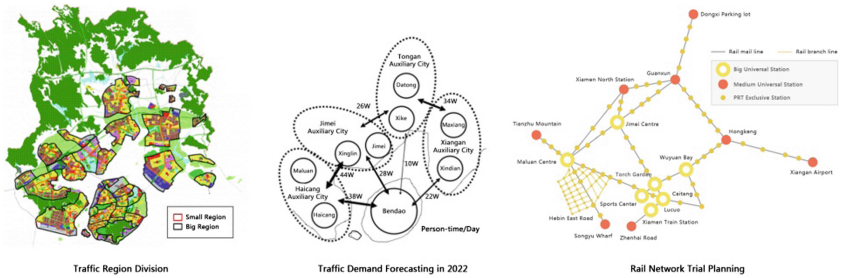 Small Region
Big Region
Traffic Region Division
Tongan
Auxiliary City
Datong
26W
34W
Xike
Jimei
Auxiliary City
Maxiang
Jimei
Xinglin
Xiangan
Auxiliary City
Maluan
44W
28W
10W
Xindian
Haicang
Auxiliary City
38W
22W
Haicang
Bendao
Person-time/Day
Traffic Demand Forecasting in 2022
Dongxi Parking lot
Rail mail line
Rail branch line
Guanxun
Big Universal Station
Xiamen North Station
Medium Universal Station
PRT Exclusive Station
Tianzhu Mountain
Jimei Centre
Hongkeng
Maluan Centre
Wuyuan Bay
Xiangan Airport
Torch Garden
Caitang
Sports Center
Lucuo
Hebin East Road
Xiamen Train Station
Songyu Wharf
Zhenhai Road
Rail Network Trial Planning